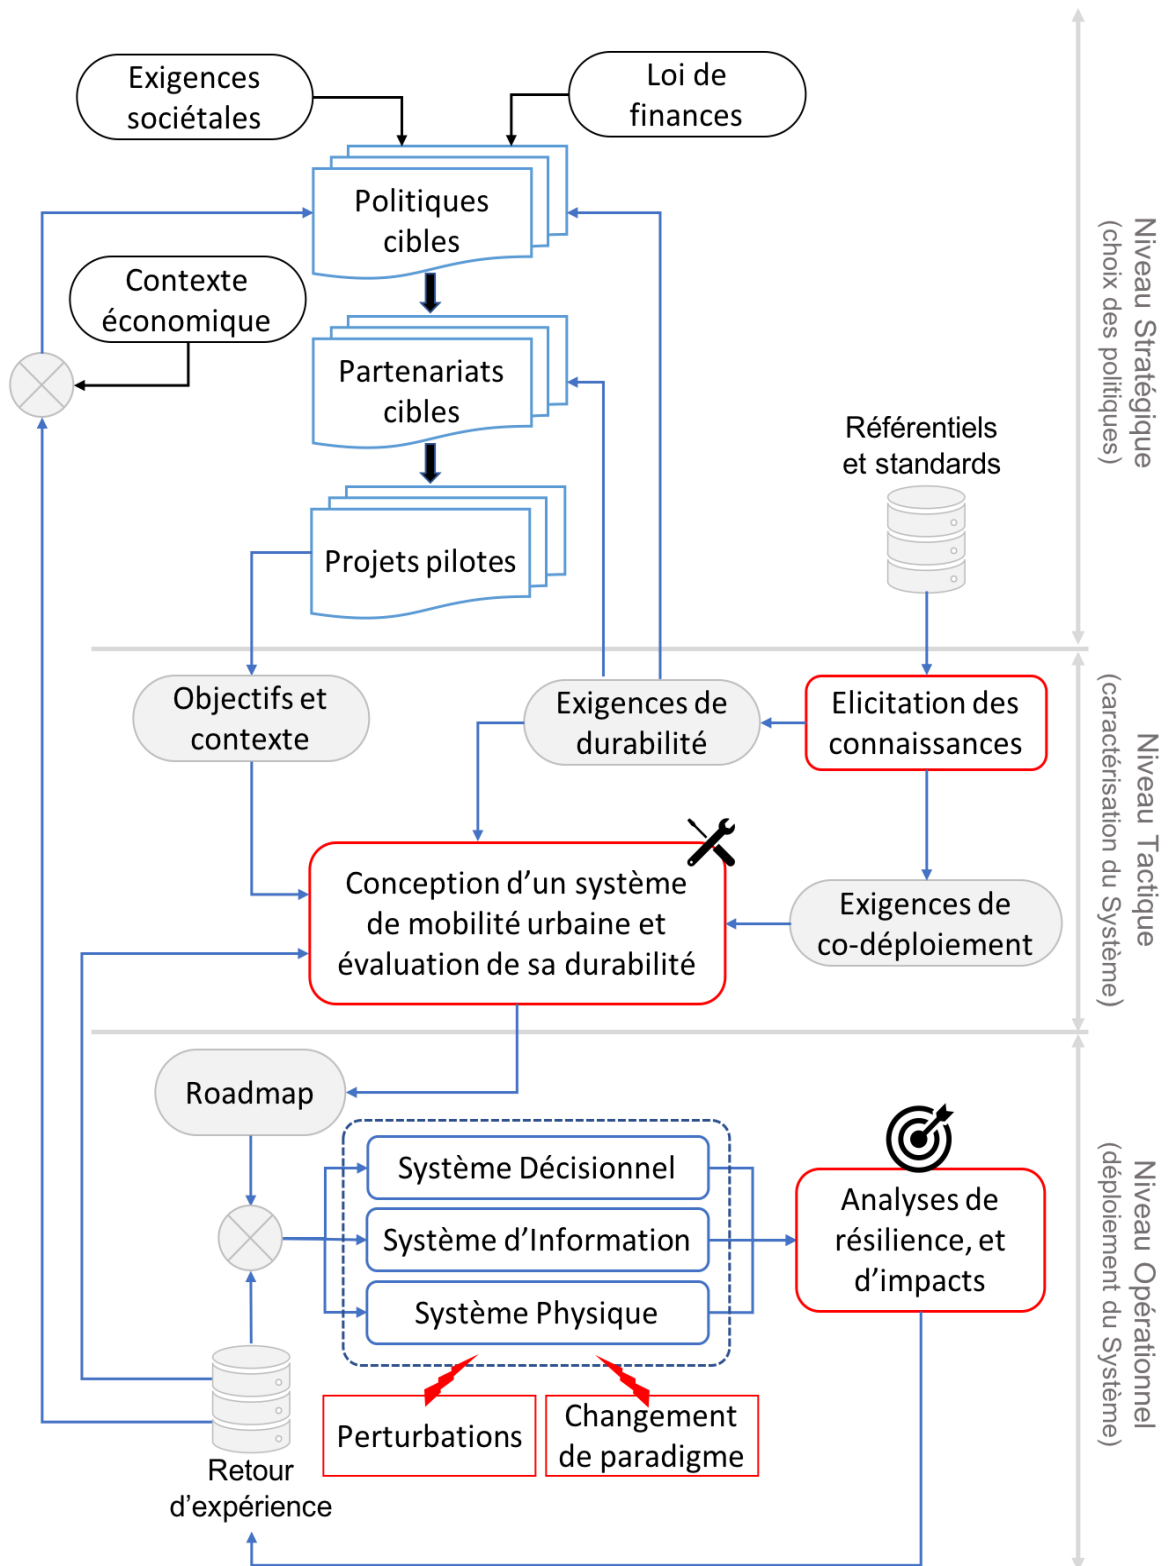 Exigences
sociétales
Loi de
finances
Politiques
cibles
Contexte
économique
Partenariats
cibles
Référentiels
et standards
Projets pilotes
Niveau Stratégique
(choix des politiques)
Objectifs et
contexte
Exigences de
durabilité
Elicitation des
connaissances
Conception d’un système
de mobilité urbaine et
évaluation de sa durabilité
Exigences de
co-déploiement
Niveau Tactique
(caractérisation du Système)
Roadmap
Système Décisionnel
Système d’Information
Système Physique
Analyses de
résilience, et
d’impacts
Perturbations
Changement
de paradigme
Retour
d’expérience
Niveau Opérationnel
(déploiement du Système)